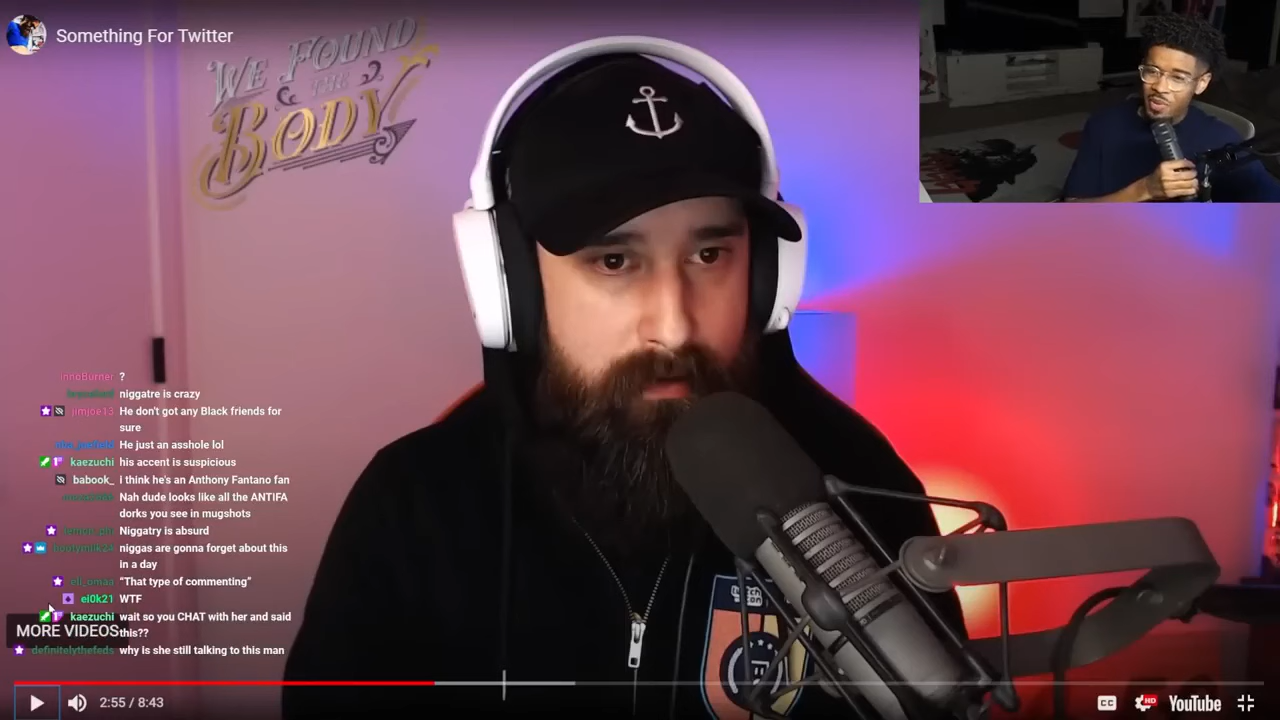 Something For Twitter
WE FOUND
THE
BODY
?
niggatre is crazy
jimjoe13 He don't got any Black friends for
sure
He just an asshole lol
kaezuchi his accent is suspicious
babook_ i think he's an Anthony Fantano fan
Nah dude looks like all the ANTIFA
dorks you see in mugshots
Niggatry is absurd
niggas are gonna forget about this
in a day
eli_omaa “That type of commenting”
el0k21 WTF
kaezuchi wait so you CHAT with her and said
MORE VIDEOS this??
definitelythefeds why is she still talking to this man
2:55 / 8:43
CC
HD
YouTube